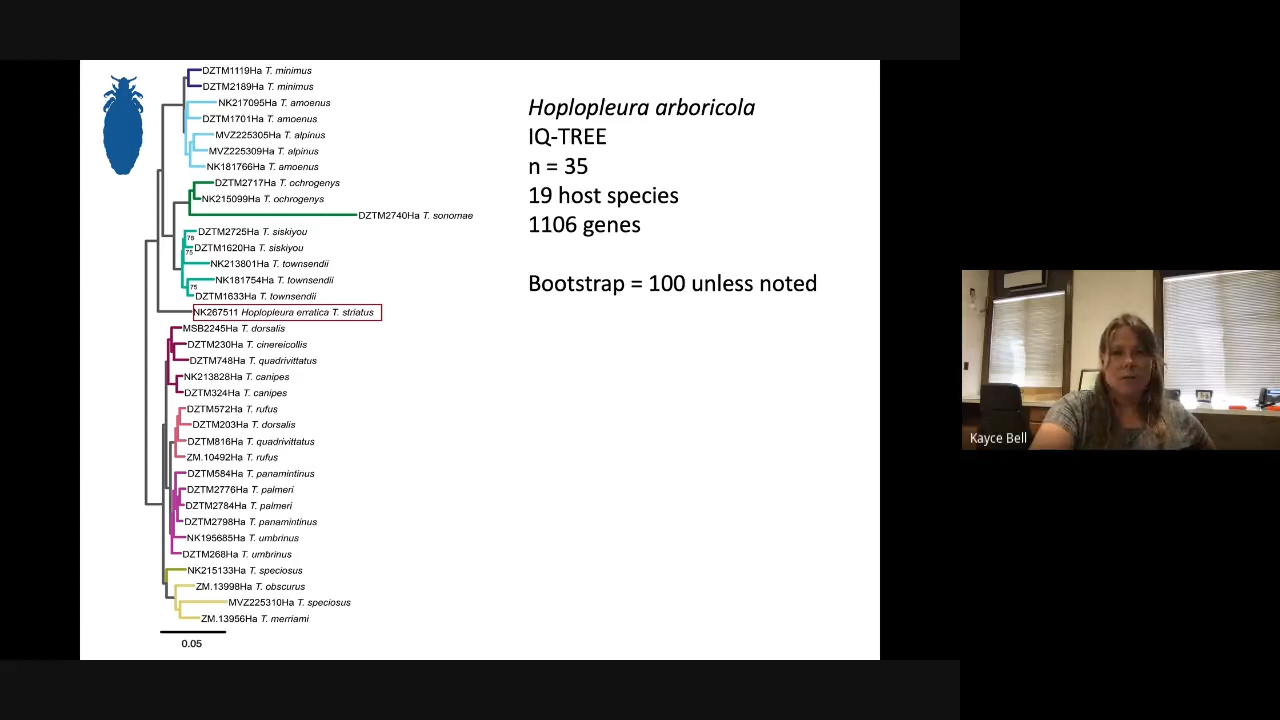 DZTM1119Ha T. minimus
DZTM2189Ha T. minimus
NK217095Ha T. amoenus
DZTM1701Ha T. amoenus
MVZ225305Ha T. alpinus
MVZ225309Ha T. alpinus
NK181766Ha T. amoenus
DZTM2717Ha T. ochrogenys
NK215099Ha T. ochrogenys
DZTM2740Ha T. sonomae
DZTM2725Ha T. siskiyou
78
DZTM1620Ha T. siskiyou
75
NK213801Ha T. townsendii
NK181754Ha T. townsendii
75
DZTM1633Ha T. townsendii
NK267511 Hoplopleura erratica T. striatus
MSB2245Ha T. dorsalis
DZTM230Ha T. cinereicollis
DZTM748Ha T. quadrivittatus
NK213828Ha T. canipes
DZTM324Ha T. canipes
DZTM572Ha T. rufus
DZTM203Ha T. dorsalis
DZTM816Ha T. quadrivittatus
ZM.10492Ha T. rufus
DZTM584Ha T. panamintinus
DZTM2776Ha T. palmeri
DZTM2784Ha T. palmeri
DZTM2798Ha T. panamintinus
NK195685Ha T. umbrinus
DZTM268Ha T. umbrinus
NK215133Ha T. speciosus
ZM.13998Ha T. obscurus
MVZ225310Ha T. speciosus
ZM.13956Ha T. merriami
0.05
Hoplopleura arboricola
IQ-TREE
n = 35
19 host species
1106 genes
Bootstrap = 100 unless noted
Kayce Bell